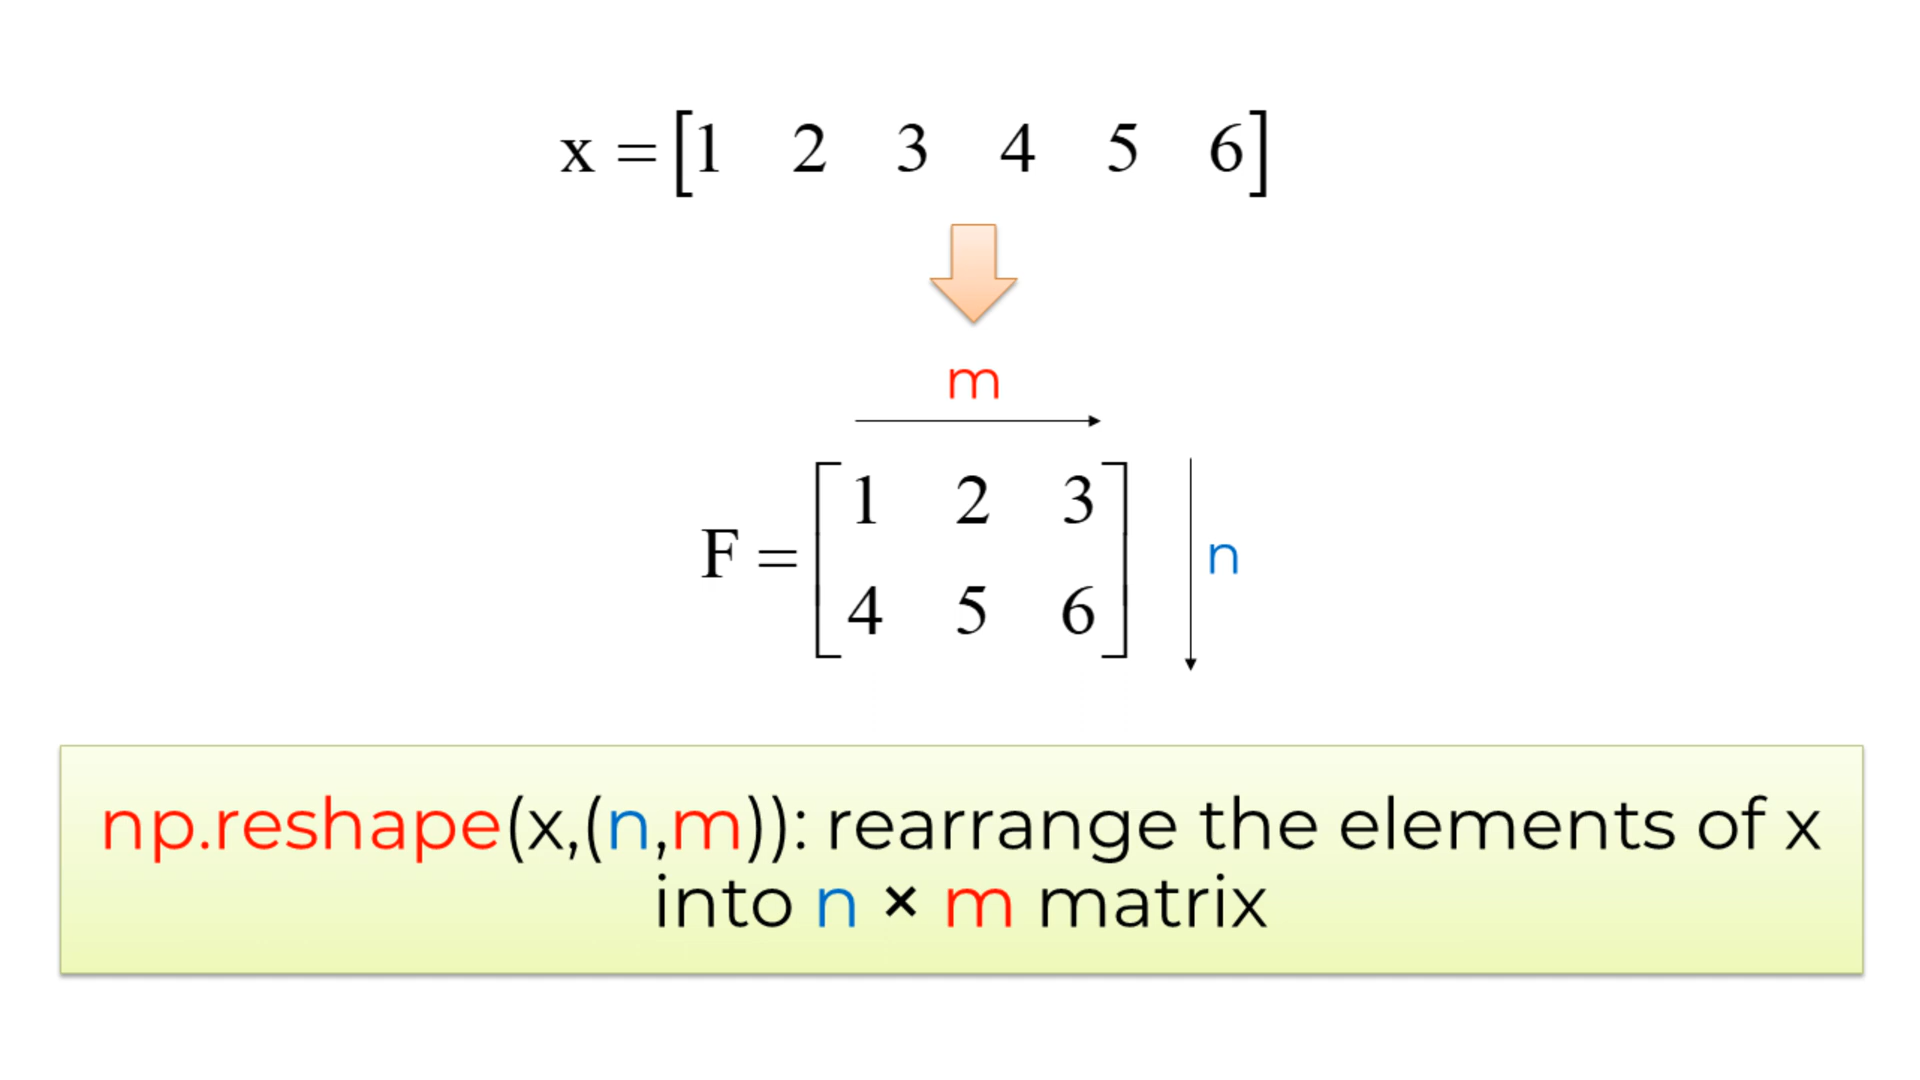 x = [1 2 3 4 5 6]
m
F = [1 2 3
4 5 6]
n
np.reshape(x,(n,m)): rearrange the elements of x
into n × m matrix